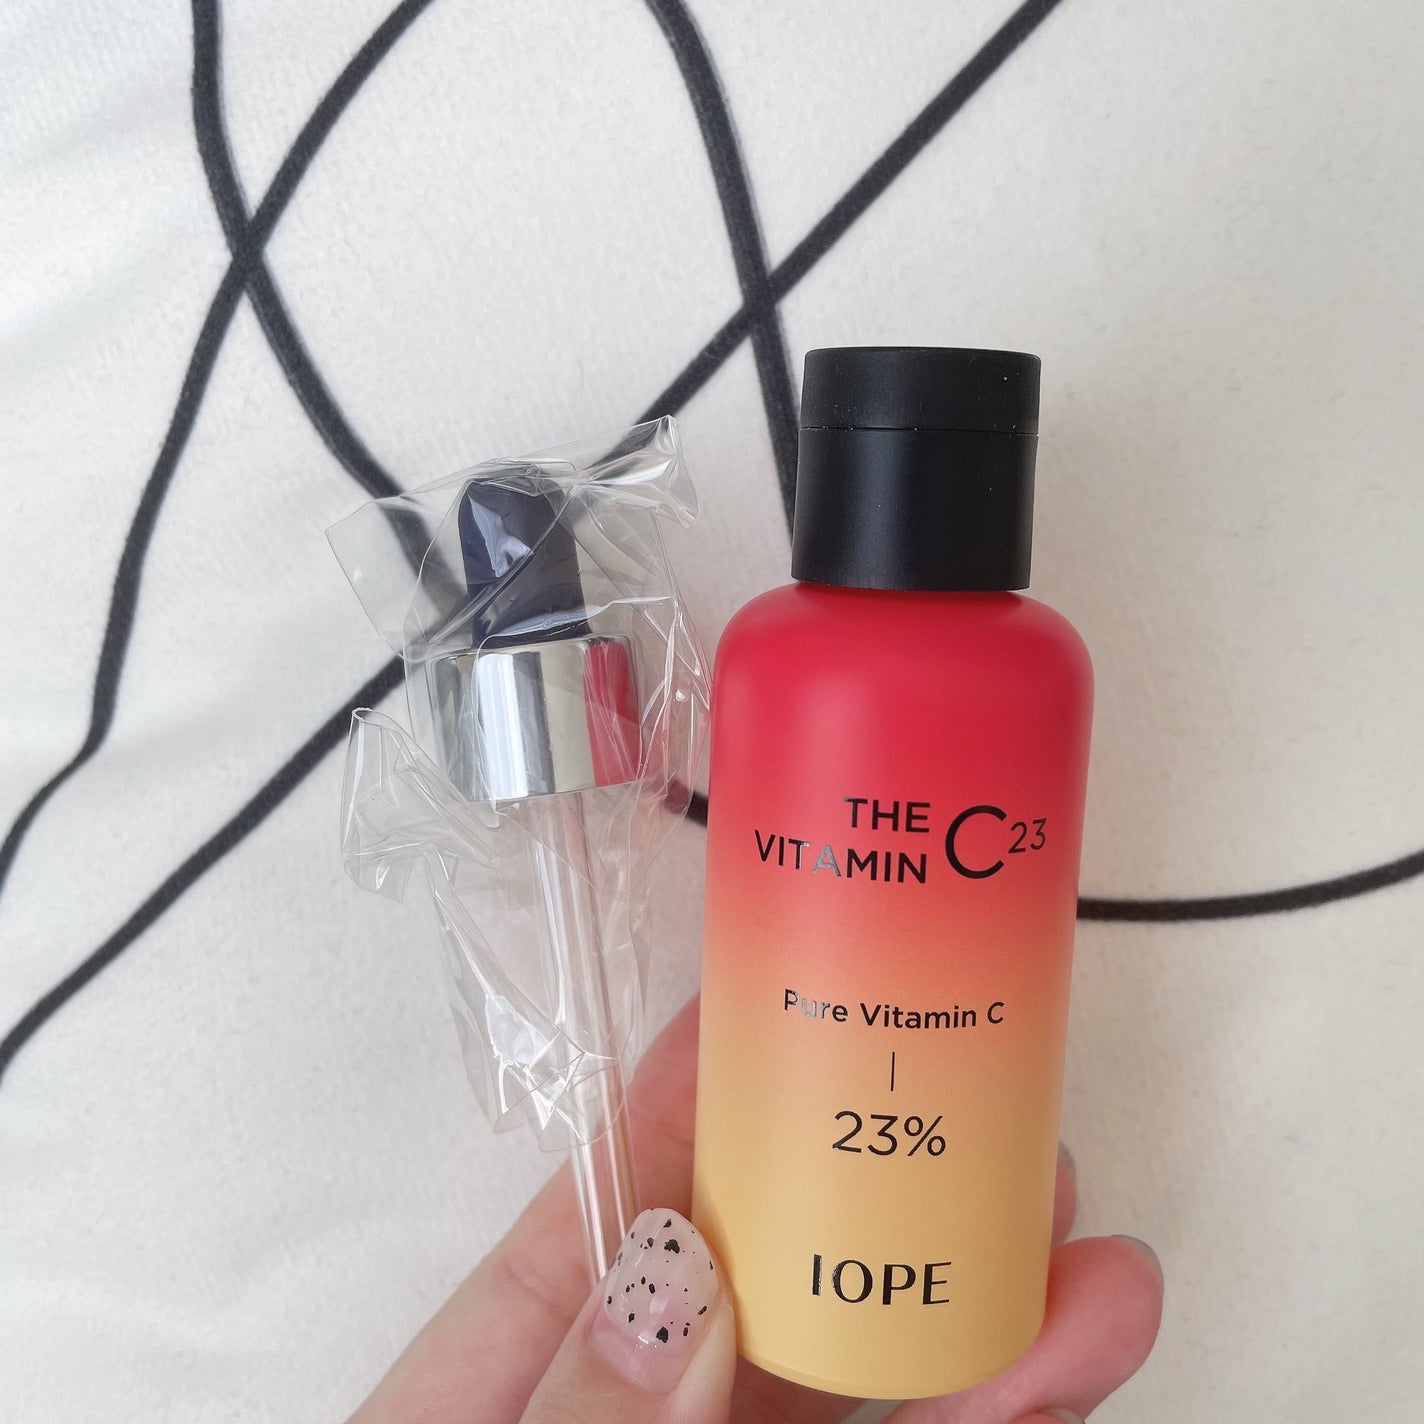 THE
VITAMIN C23
Pure Vitamin C
23%
IOPE